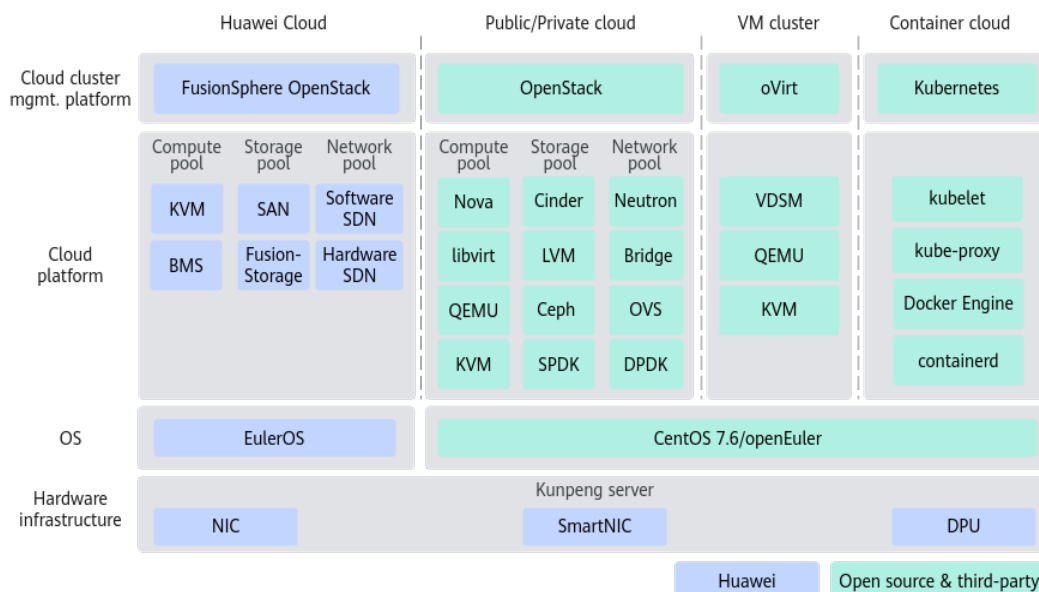 Huawei Cloud
Public/Private cloud
VM cluster
Container cloud
Cloud cluster
mgmt. platform
FusionSphere OpenStack
OpenStack
oVirt
Kubernetes
Cloud
platform
Compute
pool
Storage
pool
Network
pool
KVM
SAN
Software
SDN
BMS
Fusion-
Storage
Hardware
SDN
Compute
pool
Storage
pool
Network
pool
Nova
Cinder
Neutron
libvirt
LVM
Bridge
QEMU
Ceph
OVS
KVM
SPDK
DPDK
VDSM
QEMU
KVM
kubelet
kube-proxy
Docker Engine
containerd
OS
EulerOS
CentOS 7.6/openEuler
Hardware
infrastructure
Kunpeng server
NIC
SmartNIC
DPU
Huawei
Open source & third-party